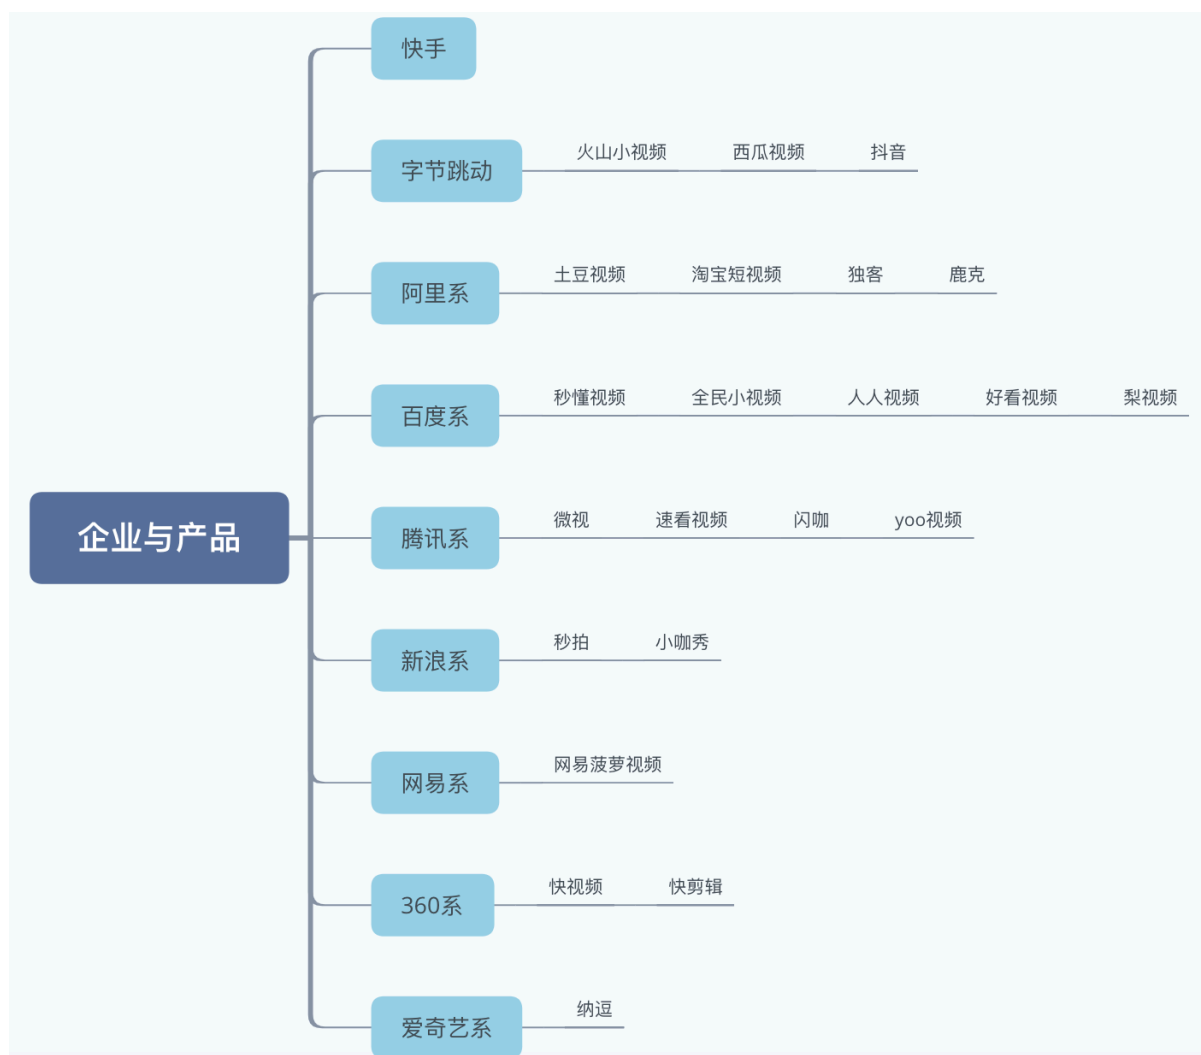 快手
字节跳动 火山小视频 西瓜视频 抖音
阿里系 土豆视频 淘宝短视频 独客 鹿克
百度系 秒懂视频 全民小视频 人人视频 好看视频 梨视频
企业与产品
腾讯系 微视 速看视频 闪咖 yoo视频
新浪系 秒拍 小咖秀
网易系 网易菠萝视频
360系 快视频 快剪辑
爱奇艺系 纳逗